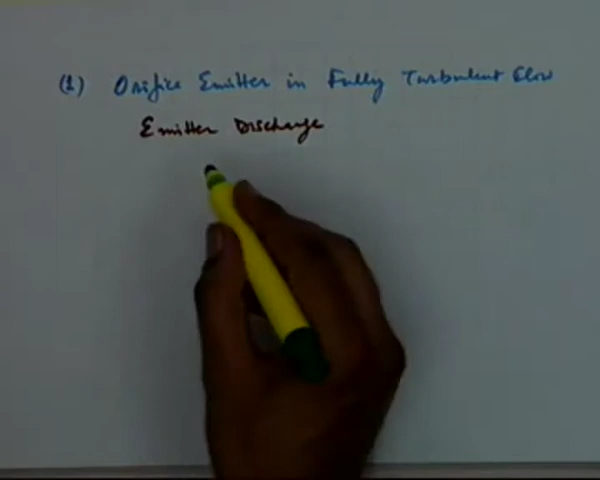 (1) Orifice Emitter in Fully Turbulent Flow
Emitter Discharge